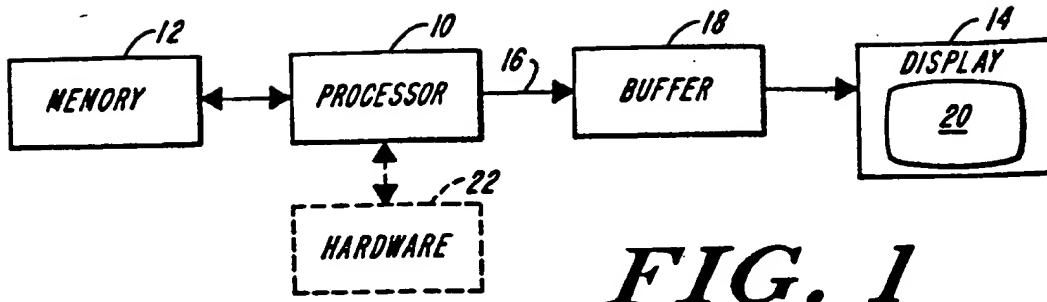 12
10
18
14
MEMORY
PROCESSOR
16
BUFFER
DISPLAY
20
22
HARDWARE
FIG. 1